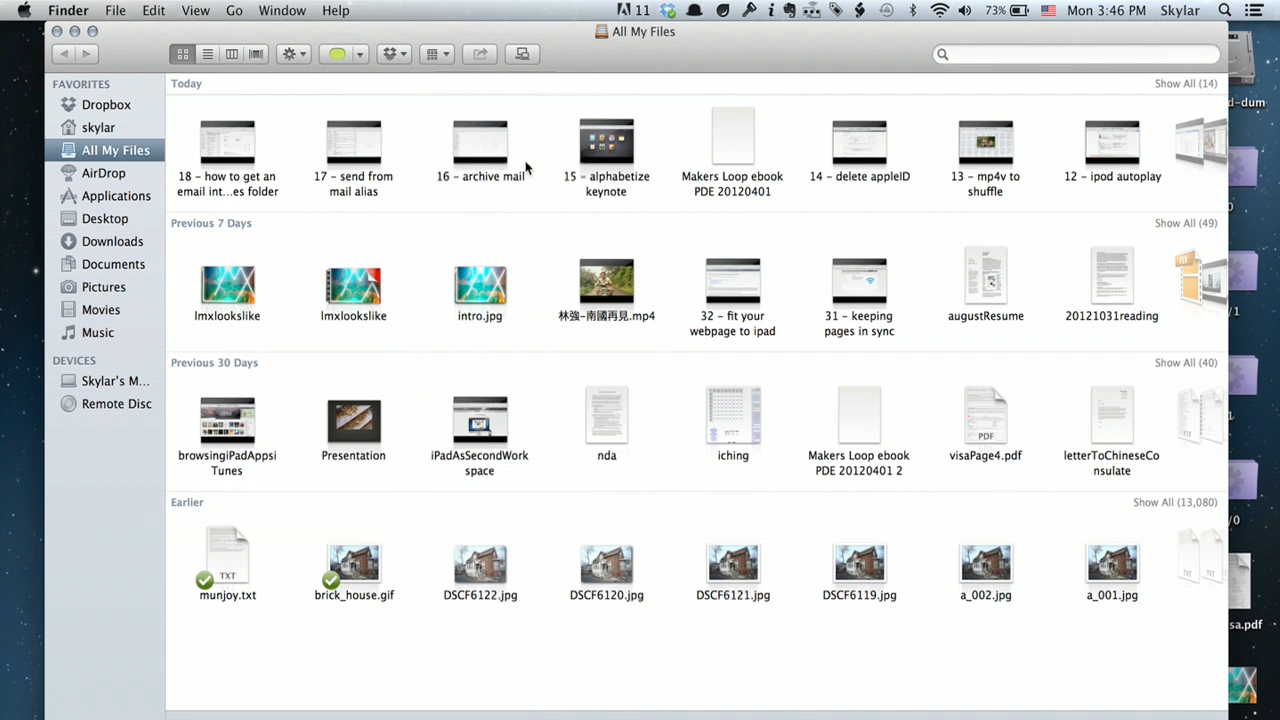 Finder File Edit View Go Window Help 11 73% Mon 3:46 PM Skylar
All My Files
FAVORITES
Dropbox
skylar
All My Files
AirDrop
Applications
Desktop
Downloads
Documents
Pictures
Movies
Music
DEVICES
Skylar's M...
Remote Disc
Today Show All (14)
18 - how to get an
email int...es folder
17 - send from
mail alias
16 - archive mail
15 - alphabetize
keynote
Makers Loop ebook
PDE 20120401
14 - delete appleID
13 - mp4v to
shuffle
12 - ipod autoplay
Previous 7 Days Show All (49)
lmxlookslike
lmxlookslike
intro.jpg
林強-南國再見.mp4
32 - fit your
webpage to ipad
31 - keeping
pages in sync
augustResume
20121031reading
Previous 30 Days Show All (40)
browsingiPadAppsi
Tunes
Presentation
iPadAsSecondWork
space
nda
iching
Makers Loop ebook
PDE 20120401 2
PDF
visaPage4.pdf
letterToChineseCo
nsulate
Earlier Show All (13,080)
TXT
munjoy.txt
brick_house.gif
DSCF6122.jpg
DSCF6120.jpg
DSCF6121.jpg
DSCF6119.jpg
a_002.jpg
a_001.jpg
d-dum
0
/1
1
/0
sa.pdf